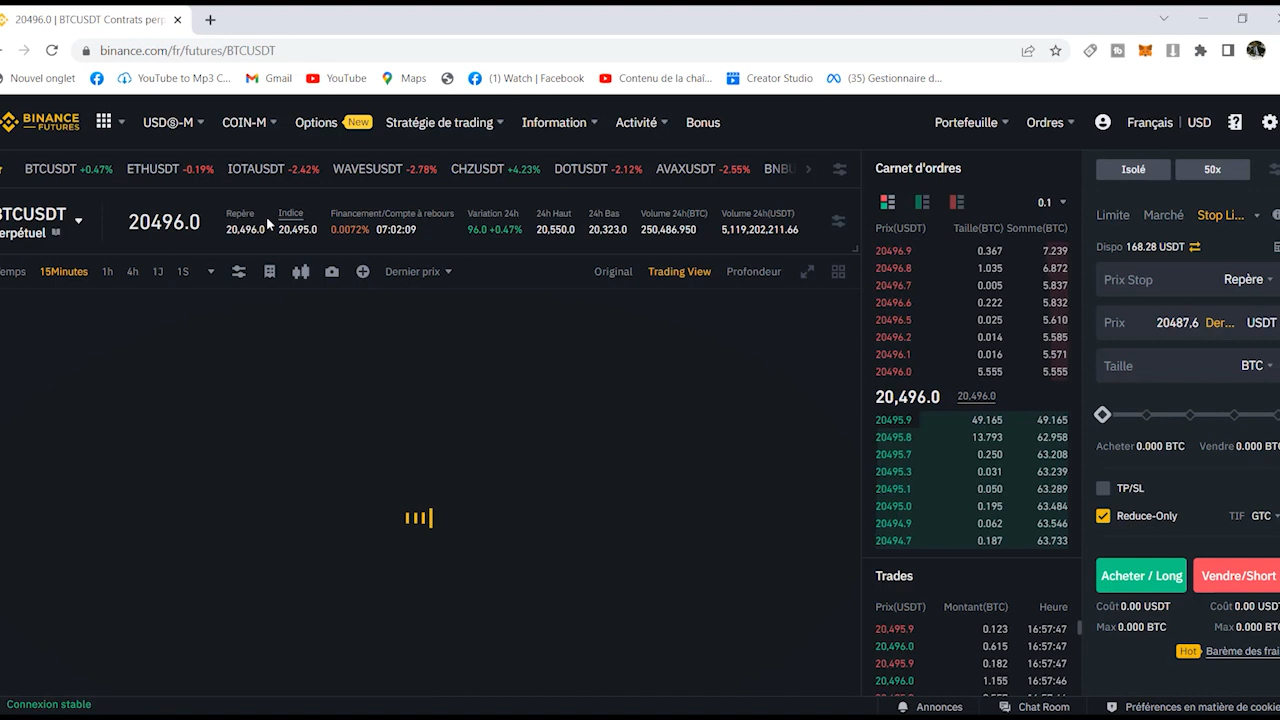 20496.0 | BTCUSDT Contrats perp
binance.com/fr/futures/BTCUSDT
Nouvel onglet YouTube to Mp3 C... Gmail YouTube Maps (1) Watch | Facebook Contenu de la chaî... Creator Studio (35) Gestionnaire d...
BINANCE FUTURES USDⓈ-M COIN-M Options New Stratégie de trading Information Activité Bonus Portefeuille Ordres Français | USD
BTCUSDT +0.47% ETHUSDT -0.19% IOTAUSDT -2.42% WAVESUSDT -2.78% CHZUSDT +4.23% DOTUSDT -2.12% AVAXUSDT -2.55% BNBU
BTCUSDT
Perpétuel
20496.0
Repère Indice Financement/Compte à rebours Variation 24h 24h Haut 24h Bas Volume 24h(BTC) Volume 24h(USDT)
20,496.0 20,495.0 0.0072% 07:02:09 96.0 +0.47% 20,550.0 20,323.0 250,486.950 5,119,202,211.66
emps 15Minutes 1h 4h 1J 1S Dernier prix Original Trading View Profondeur
Carnet d'ordres
0.1
Prix(USDT) Taille(BTC) Somme(BTC)
20496.9 0.367 7.239
20496.8 1.035 6.872
20496.7 0.005 5.837
20496.6 0.222 5.832
20496.5 0.025 5.610
20496.2 0.014 5.585
20496.1 0.016 5.571
20496.0 5.555 5.555
20,496.0 20,496.0
20495.9 49.165 49.165
20495.8 13.793 62.958
20495.7 0.250 63.208
20495.3 0.031 63.239
20495.1 0.050 63.289
20495.0 0.195 63.484
20494.9 0.062 63.546
20494.7 0.187 63.733
Trades
Prix(USDT) Montant(BTC) Heure
20,495.9 0.123 16:57:47
20,496.0 0.615 16:57:47
20,495.9 0.182 16:57:47
20,496.0 1.155 16:57:46
Isolé 50x
Limite Marché Stop Li...
Dispo 168.28 USDT
Prix Stop Repère
Prix 20487,6 Der... USDT
Taille BTC
Acheter 0.000 BTC Vendre 0.000 BTC
TP/SL
Reduce-Only TIF GTC
Acheter / Long Vendre/Short
Coût 0.00 USDT Coût 0.00 USD
Max 0.000 BTC Max 0.000 BT
Hot Barème des frai
Connexion stable Annonces Chat Room Préférences en matière de cookie